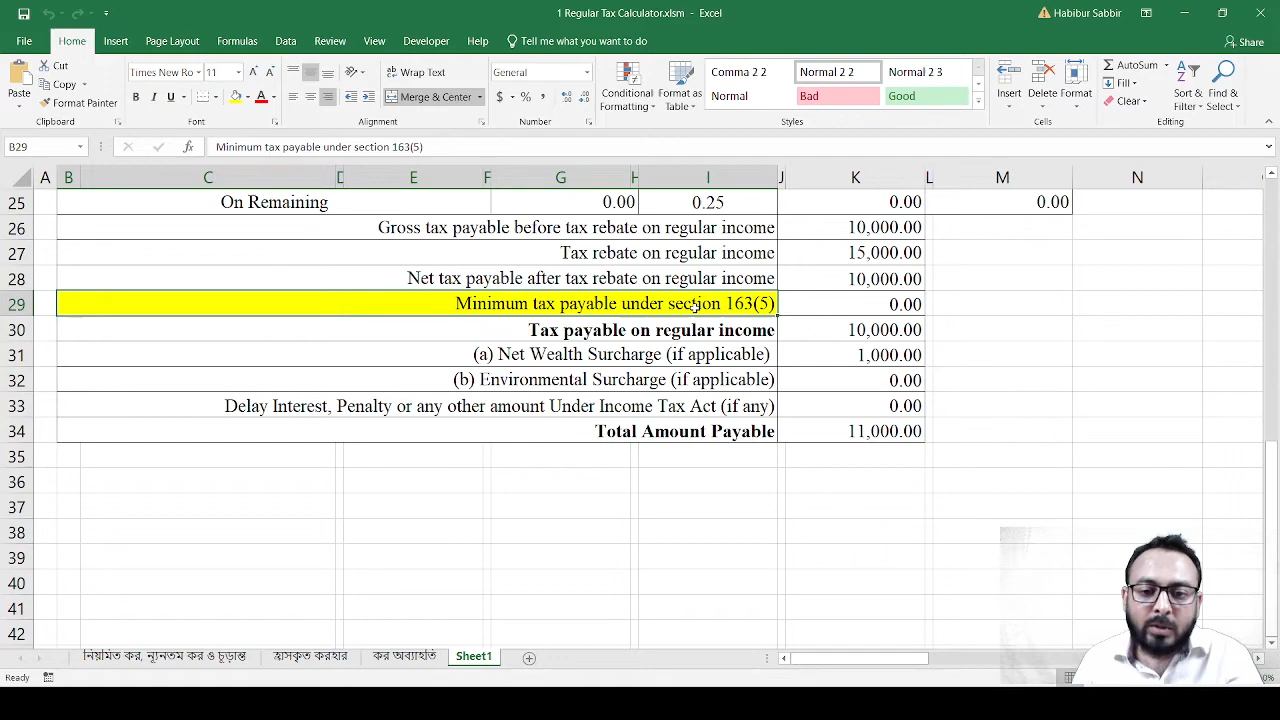 1 Regular Tax Calculator.xlsm - Excel
Habibur Sabbir
File Home Insert Page Layout Formulas Data Review View Developer Help Tell me what you want to do Share
Paste
Cut
Copy
Format Painter
Clipboard
Times New Ro 11
B I U
Font
Wrap Text
Merge & Center
Alignment
General
$ % ,
Number
Conditional Formatting
Format as Table
Comma 2 2 Normal 2 2 Normal 2 3
Normal Bad Good
Styles
Insert Delete Format
Cells
AutoSum
Fill
Clear
Sort & Filter
Find & Select
Editing
B29 fx Minimum tax payable under section 163(5)
A B C D E F G H I J K L M N
25 On Remaining 0.00 0.25 0.00 0.00
26 Gross tax payable before tax rebate on regular income 10,000.00
27 Tax rebate on regular income 15,000.00
28 Net tax payable after tax rebate on regular income 10,000.00
29 Minimum tax payable under section 163(5) 0.00
30 Tax payable on regular income 10,000.00
31 (a) Net Wealth Surcharge (if applicable) 1,000.00
32 (b) Environmental Surcharge (if applicable) 0.00
33 Delay Interest, Penalty or any other amount Under Income Tax Act (if any) 0.00
34 Total Amount Payable 11,000.00
35
36
37
38
39
40
41
42
নিয়মিত কর, ন্যূনতম কর ও চূড়ান্ত হ্রাসকৃত করহার কর অব্যাহতি Sheet1
Ready